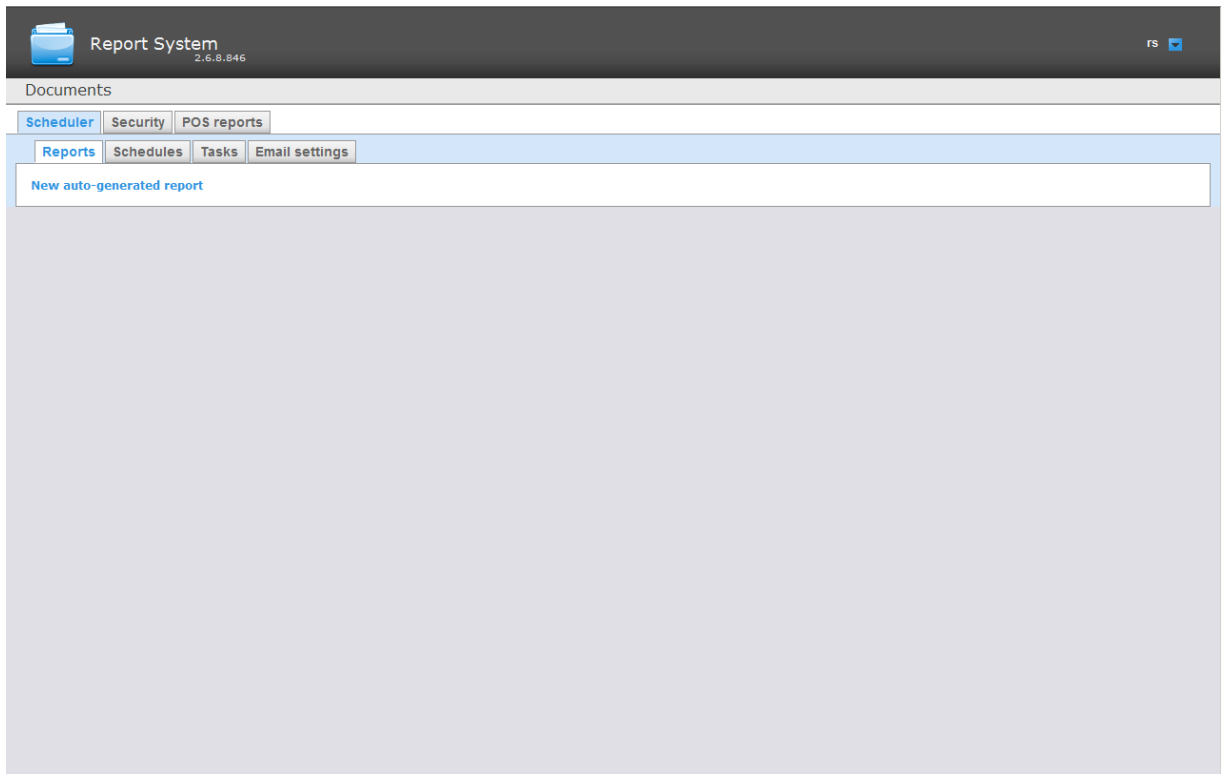 Report System
2.6.8.846
rs
Documents
Scheduler Security POS reports
Reports Schedules Tasks Email settings
New auto-generated report